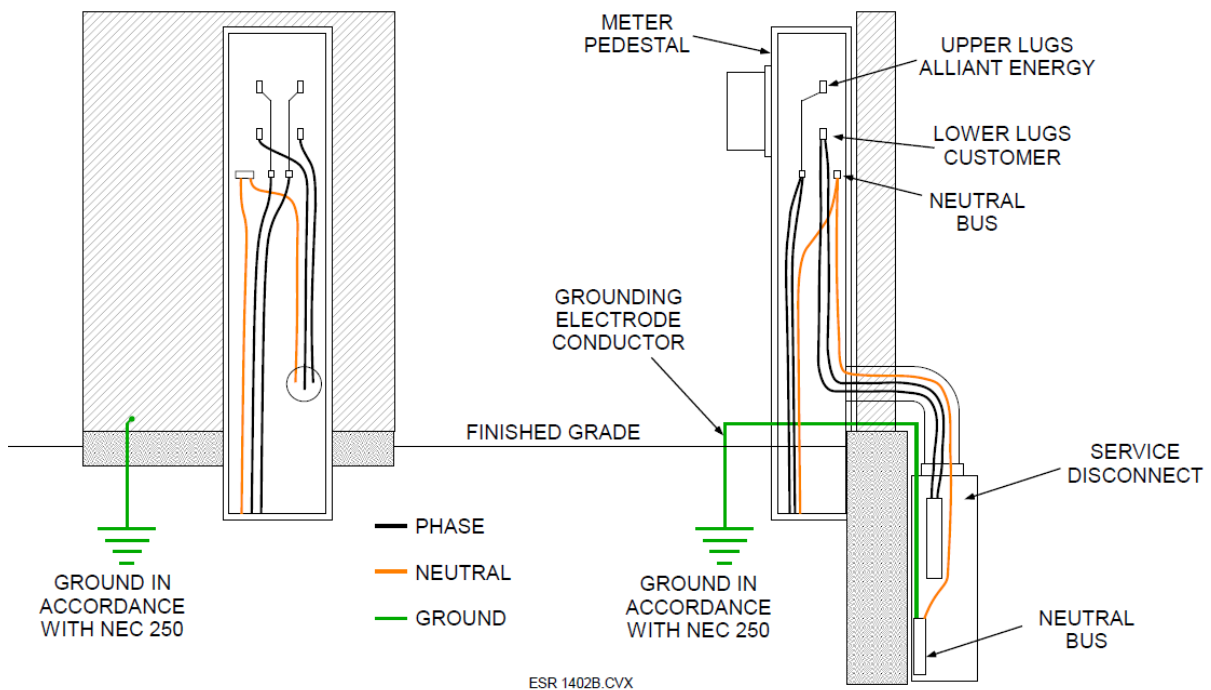 METER
PEDESTAL
UPPER LUGS
ALLIANT ENERGY
LOWER LUGS
CUSTOMER
NEUTRAL
BUS
GROUNDING
ELECTRODE
CONDUCTOR
FINISHED GRADE
SERVICE
DISCONNECT
PHASE
NEUTRAL
GROUND
GROUND IN
ACCORDANCE
WITH NEC 250
GROUND IN
ACCORDANCE
WITH NEC 250
NEUTRAL
BUS
ESR 1402B.CVX